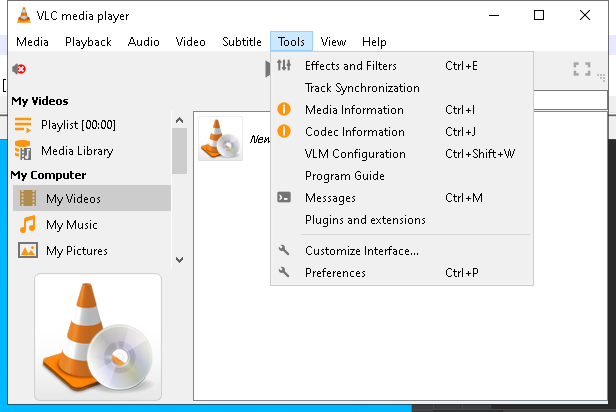 VLC media player
Media Playback Audio Video Subtitle Tools View Help
My Videos
Playlist [00:00]
Media Library
My Computer
My Videos
My Music
My Pictures
New
Effects and Filters Ctrl+E
Track Synchronization
Media Information Ctrl+I
Codec Information Ctrl+J
VLM Configuration Ctrl+Shift+W
Program Guide
Messages Ctrl+M
Plugins and extensions
Customize Interface...
Preferences Ctrl+P